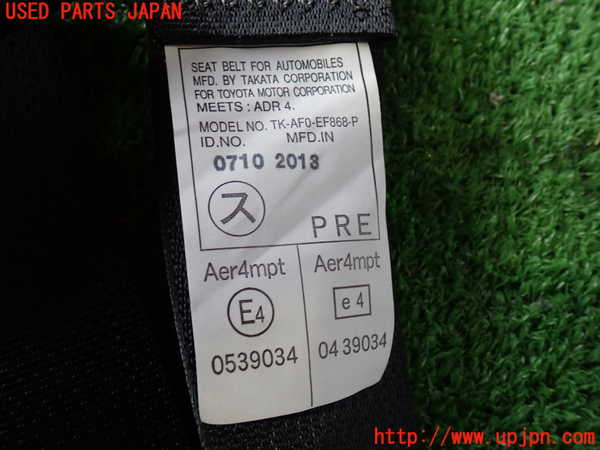 USED PARTS JAPAN
SEAT BELT FOR AUTOMOBILES
MFD. BY TAKATA CORPORATION
FOR TOYOTA MOTOR CORPORATION
MEETS : ADR 4.
MODEL NO. TK-AF0-EF868-P
ID.NO. MFD.IN
0710 2013
ス PRE
Aer4mpt Aer4mpt
E4 e 4
0539034 04 39034
http://www.upjpn.com/